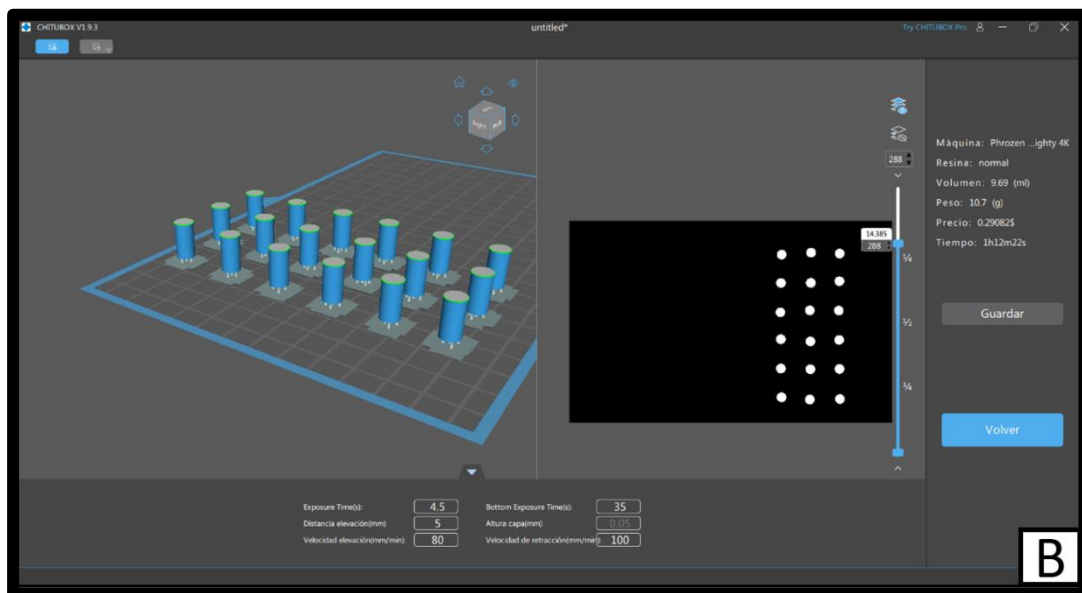 CHITUBOX V1.9.3
untitled*
Try CHITUBOX Pro
288
14.385
288
¼
½
¾
Máquina: Phrozen ...ighty 4K
Resina: normal
Volumen: 9.69 (ml)
Peso: 10.7 (g)
Precio: 0.29082$
Tiempo: 1h12m22s
Guardar
Volver
Exposure Time(s): 4.5 Bottom Exposure Time(s): 35
Distancia elevación(mm) 5 Altura capa(mm) 0.05
Velocidad elevación(mm/min): 80 Velocidad de retracción(mm/min): 100
B